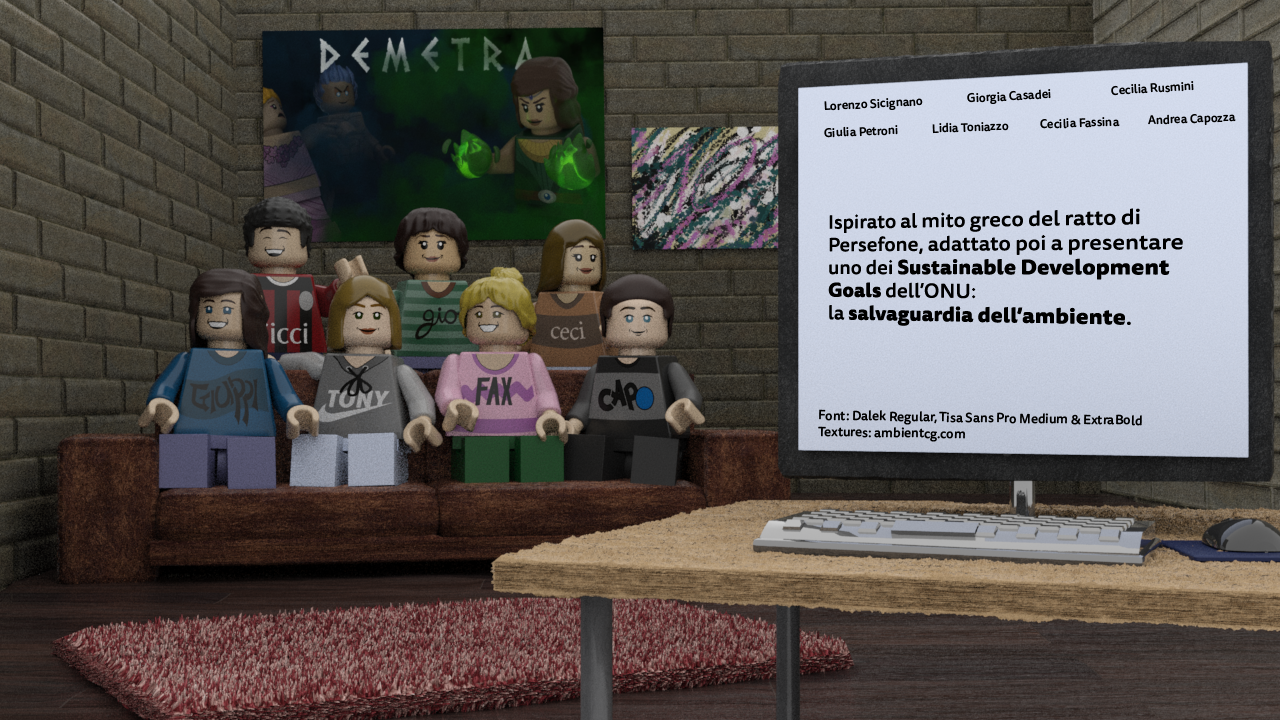 DEMETRA
Lorenzo Sicignano
Giorgia Casadei
Cecilia Rusmini
Giulia Petroni
Lidia Toniazzo
Cecilia Fassina
Andrea Capozza
Ispirato al mito greco del ratto di
Persefone, adattato poi a presentare
uno dei Sustainable Development
Goals dell'ONU:
la salvaguardia dell'ambiente.
Font: Dalek Regular, Tisa Sans Pro Medium & ExtraBold
Textures: ambientcg.com
icci
gio
ceci
GIUPPI
TONY
FAX
CAPO